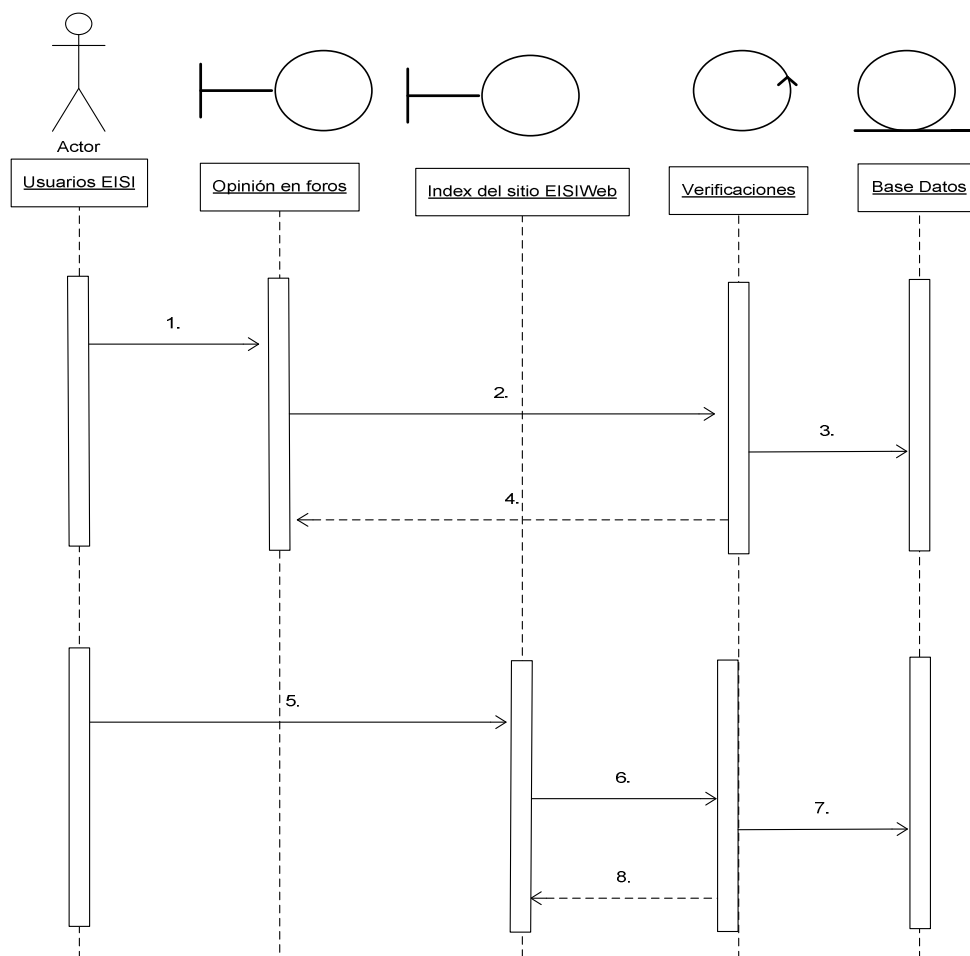 Actor
Usuarios EISI
Opinión en foros
Index del sitio EISIWeb
Verificaciones
Base Datos
1.
2.
3.
4.
5.
6.
7.
8.